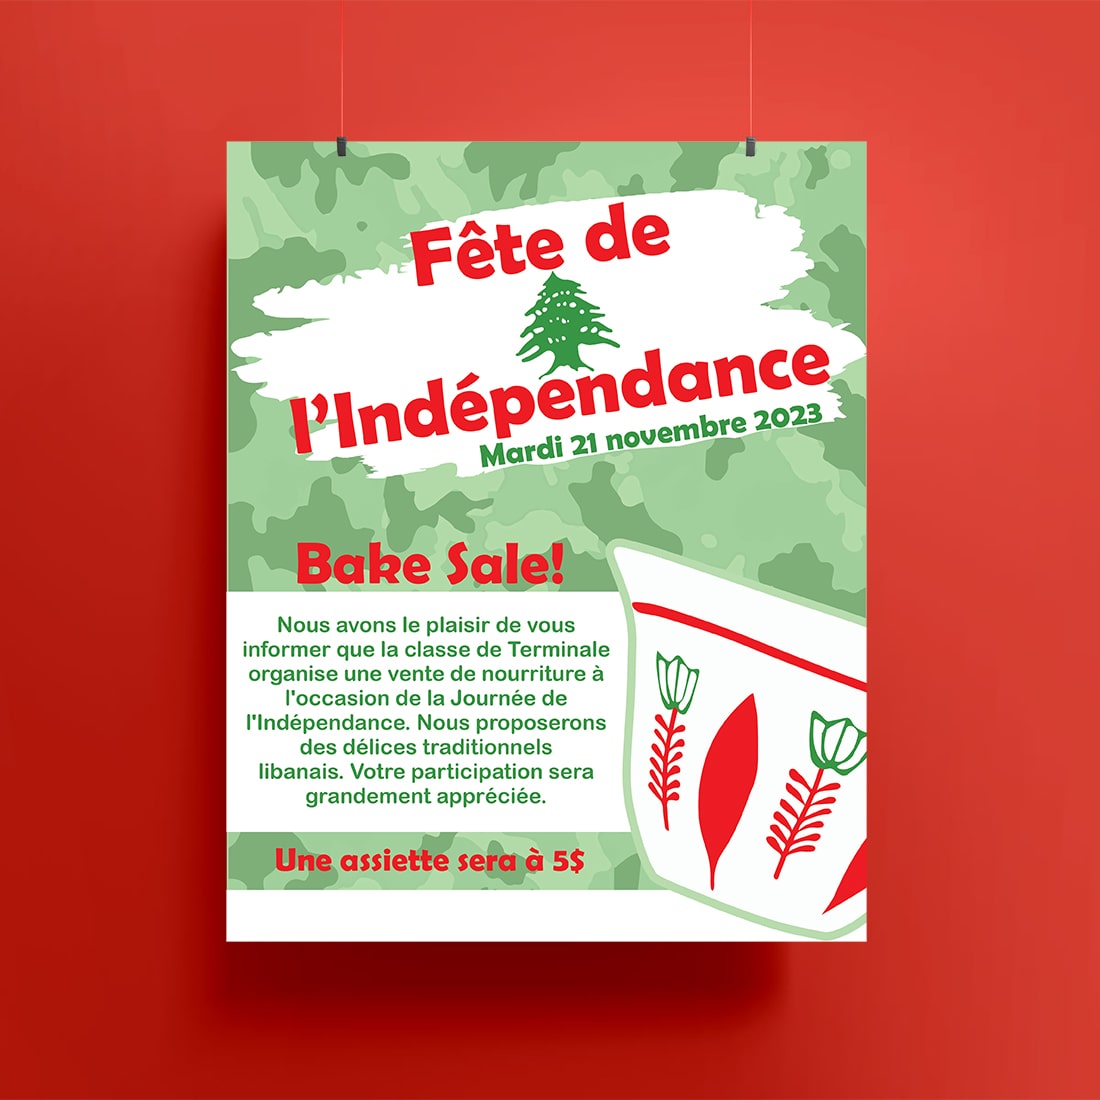 Fête de
l'Indépendance
Mardi 21 novembre 2023
Bake Sale!
Nous avons le plaisir de vous
informer que la classe de Terminale
organise une vente de nourriture à
l'occasion de la Journée de
l'Indépendance. Nous proposerons
des délices traditionnels
libanais. Votre participation sera
grandement appréciée.
Une assiette sera à 5$